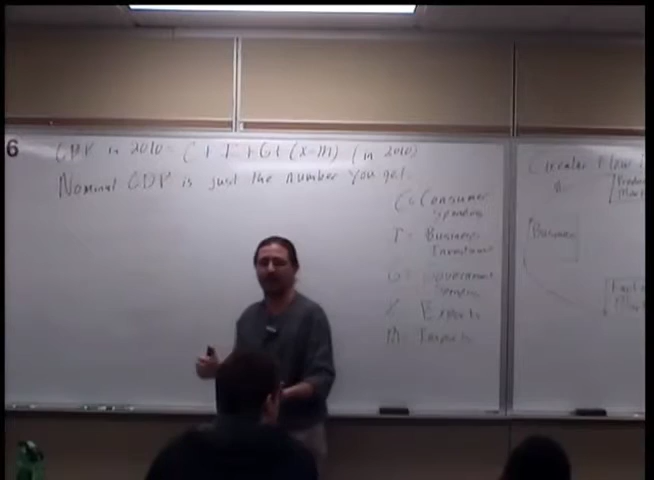 6
GDP in 2010 = C + I + G + (x-m) (in 2010)
Nominal GDP is just the number you get.
C = Consumer
Spending
I = Business
Investment
G = Government
Spending
X Exports
M = Imports
Circular Flow
Business